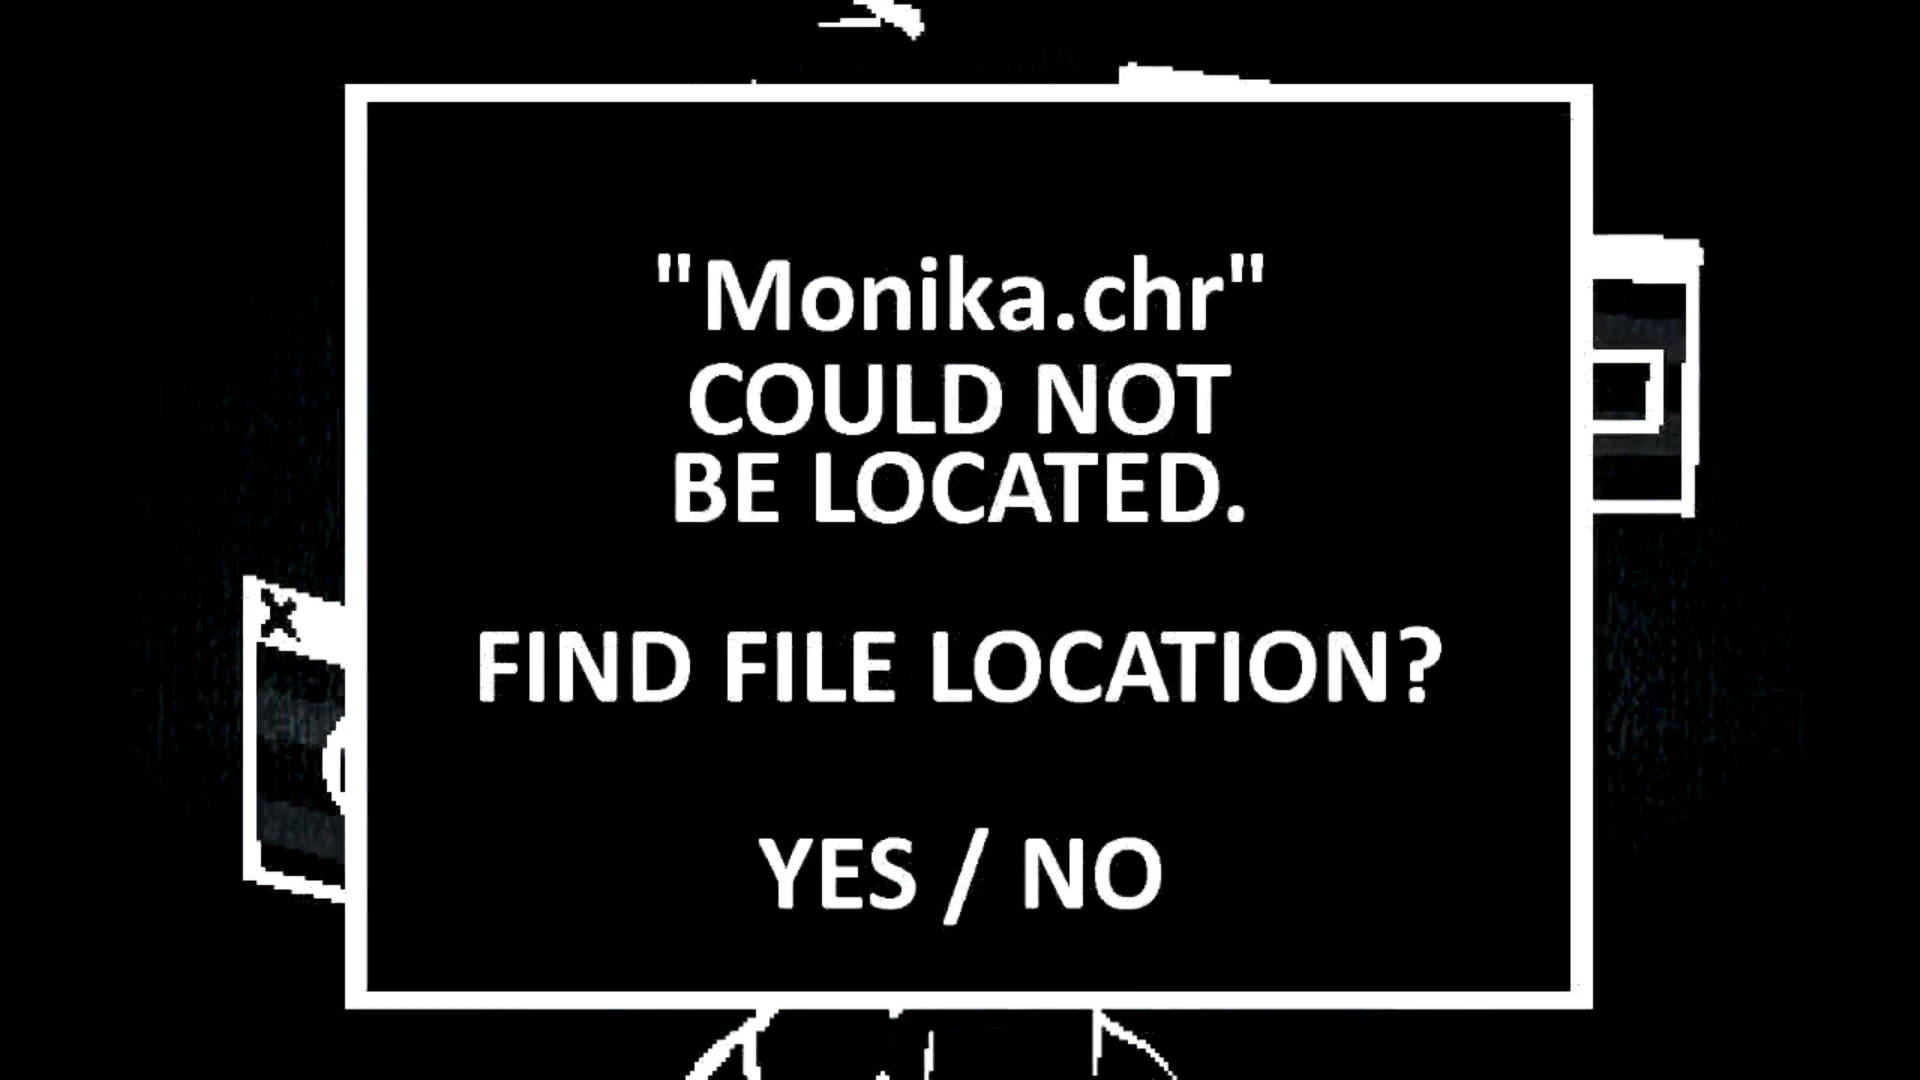 "Monika.chr"
COULD NOT
BE LOCATED.
FIND FILE LOCATION?
YES / NO